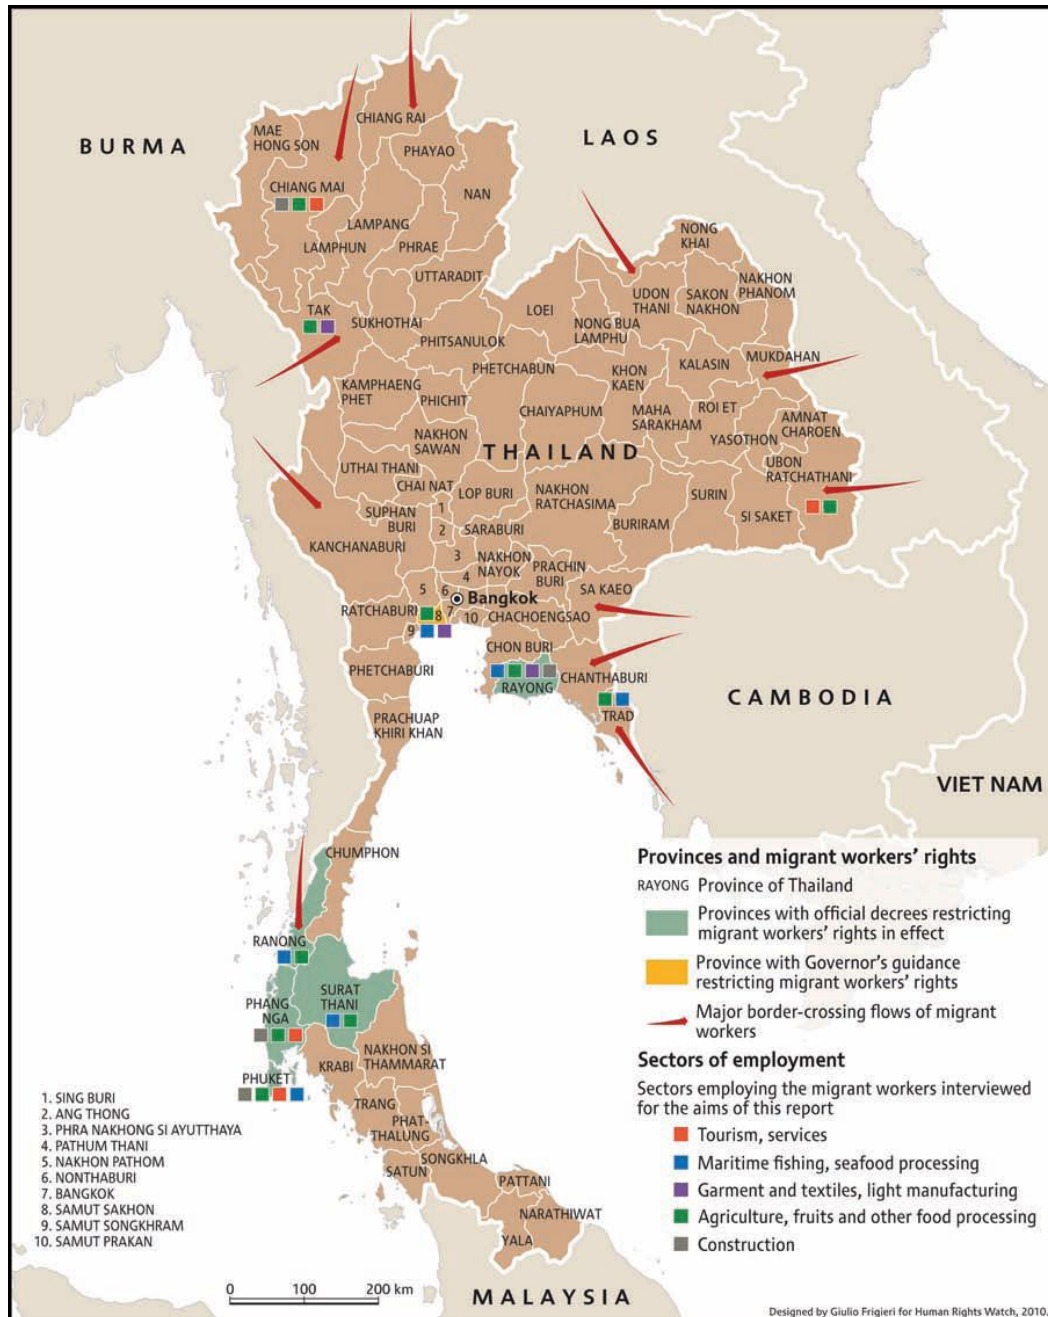 BURMA
LAOS
MAE
HONG SON
CHIANG RAI
PHAYAO
CHIANG MAI
NAN
LAMPANG
LAMPHUN
PHRAE
UTTARADIT
NONG
KHAI
TAK
SUKHOTHAI
PHITSANULOK
LOEI
UDON
THANI
SAKON
NAKHON
NAKHON
PHANOM
NONG BUA
LAMPHU
PHETCHABUN
KHON
KAEN
KALASIN
MUKDAHAN
KAMPHAENG
PHET
PHICHIT
CHAIYAPHUM
MAHA
SARAKHAM
ROI ET
YASOTHON
AMNAT
CHAROEN
NAKHON
SAWAN
THAILAND
UTHAI THANI
CHAI NAT
LOP BURI
NAKHON
RATCHASIMA
SURIN
UBON
RATCHATHANI
SUPHAN
BURI
1
2
SARABURI
BURIRAM
SI SAKET
KANCHANABURI
3
NAKHON
NAYOK
PRACHIN
BURI
4
5
6
SA KAEO
RATCHABURI
Bangkok
7
8
9
10
CHACHOENGSAO
CHON BURI
PHETCHABURI
RAYONG
CHANTHABURI
TRAD
CAMBODIA
PRACHUAP
KHIRI KHAN
VIET NAM
CHUMPHON
RANONG
SURAT
THANI
PHANG
NGA
KRABI
NAKHON SI
THAMMARAT
PHUKET
TRANG
PHAT-
THALUNG
SONGKHLA
SATUN
PATTANI
NARATHIWAT
YALA
MALAYSIA
Provinces and migrant workers' rights
RAYONG Province of Thailand
Provinces with official decrees restricting
migrant workers' rights in effect
Province with Governor's guidance
restricting migrant workers' rights
Major border-crossing flows of migrant
workers
Sectors of employment
Sectors employing the migrant workers interviewed
for the aims of this report
Tourism, services
Maritime fishing, seafood processing
Garment and textiles, light manufacturing
Agriculture, fruits and other food processing
Construction
1. SING BURI
2. ANG THONG
3. PHRA NAKHONG SI AYUTTHAYA
4. PATHUM THANI
5. NAKHON PATHOM
6. NONTHABURI
7. BANGKOK
8. SAMUT SAKHON
9. SAMUT SONGKHRAM
10. SAMUT PRAKAN
0 100 200 km
Designed by Giulio Frigieri for Human Rights Watch, 2010.